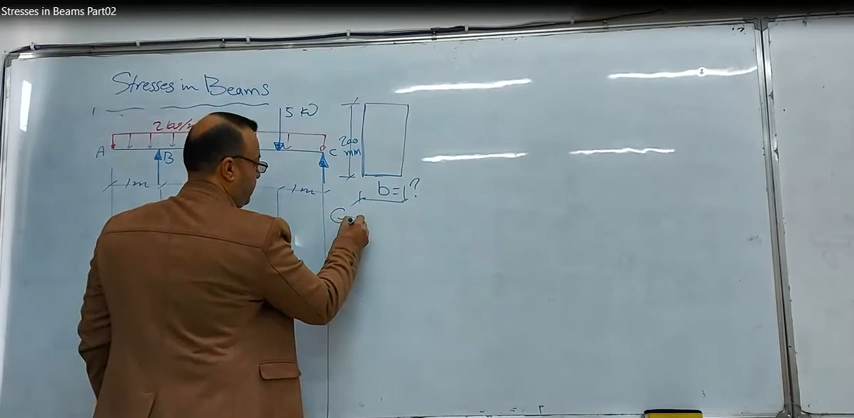 Stresses in Beams Part02
Stresses in Beams
5 kN
A
B
C
200
mm
1m
1m
b=?